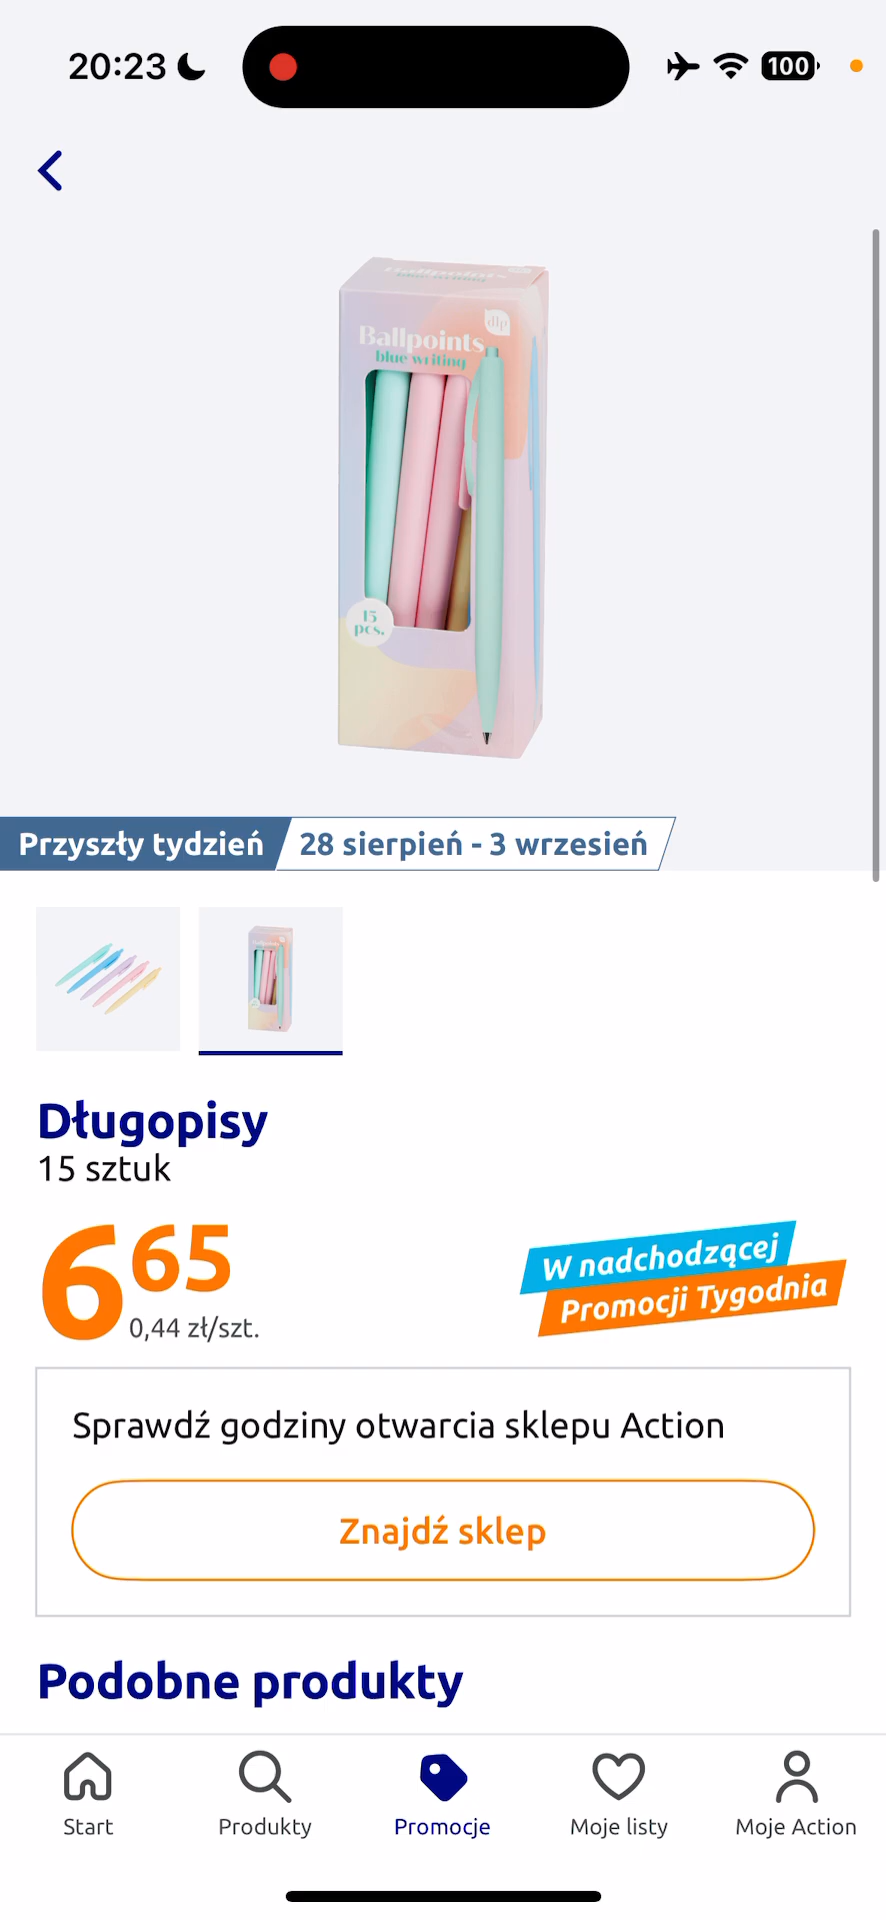 20:23
100
Ballpoints
blue writing
dlp
15
pcs.
Przyszły tydzień
28 sierpień - 3 wrzesień
Długopisy
15 sztuk
6 65
0,44 zł/szt.
W nadchodzącej
Promocji Tygodnia
Sprawdź godziny otwarcia sklepu Action
Znajdź sklep
Podobne produkty
Start
Produkty
Promocje
Moje listy
Moje Action